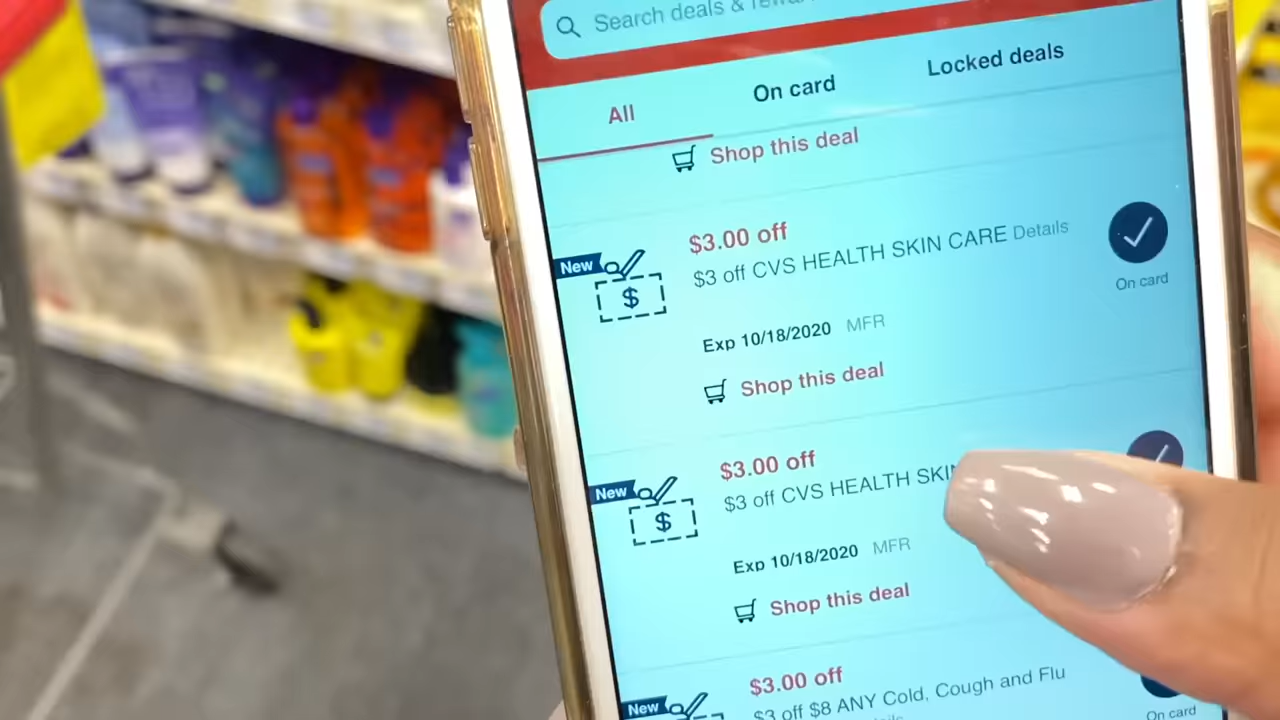 Search deals &
All
On card
Locked deals
Shop this deal
New
$3.00 off
$3 off CVS HEALTH SKIN CARE Details
$
On card
Exp 10/18/2020 MFR
Shop this deal
New
$3.00 off
$3 off CVS HEALTH
$
Exp 10/18/2020 MFR
Shop this deal
New
$3.00 off
$3 off $8 ANY Cold, Cough and Flu
On card